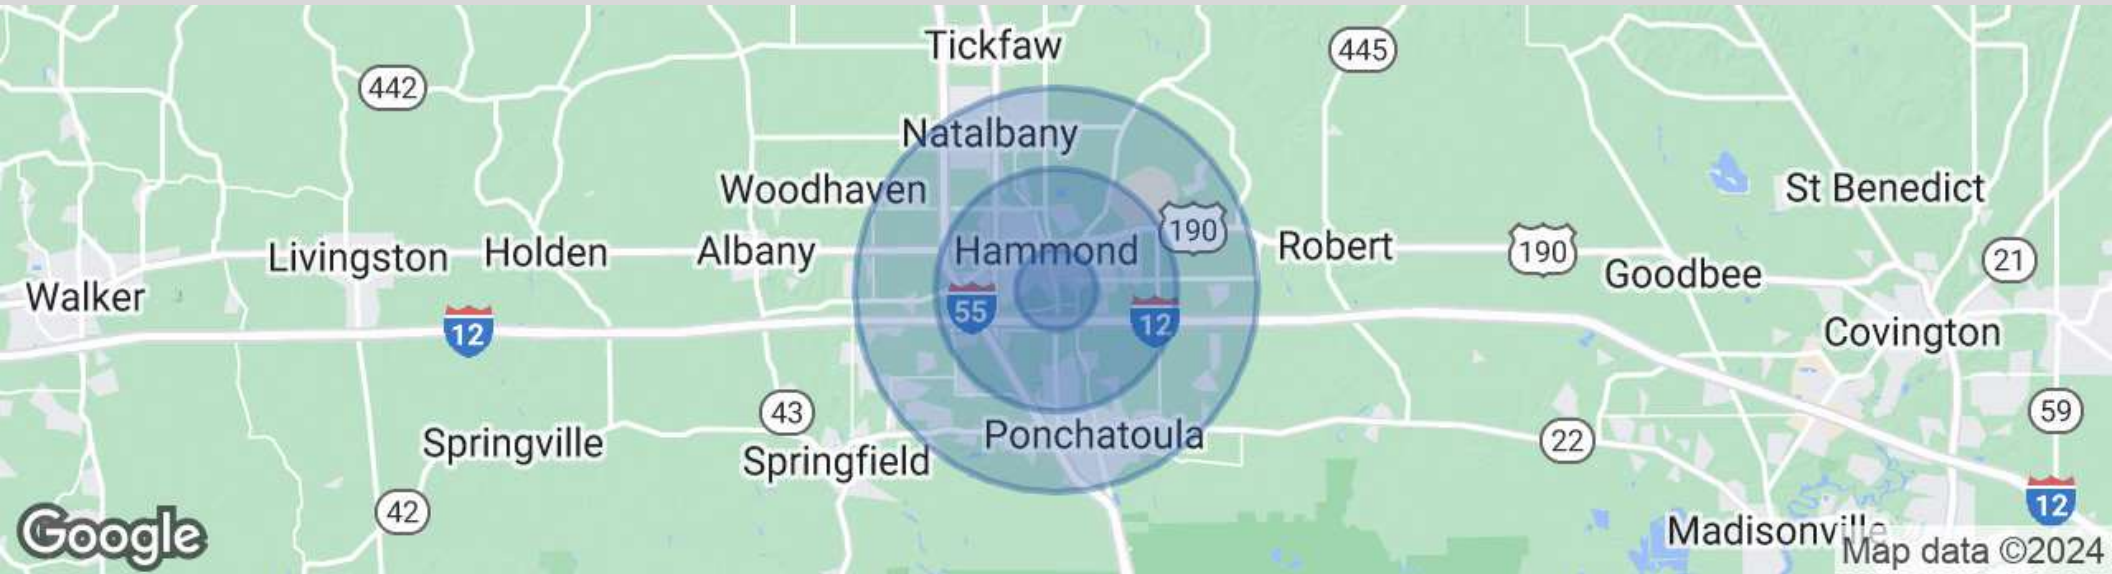 Tickfaw
445
442
Natalbany
Woodhaven
St Benedict
190
Hammond
Robert
190
Livingston
Holden
Albany
21
Goodbee
Walker
55
12
12
Covington
43
59
Springville
Ponchatoula
22
Springfield
42
12
Google
Madisonville
Map data ©2024